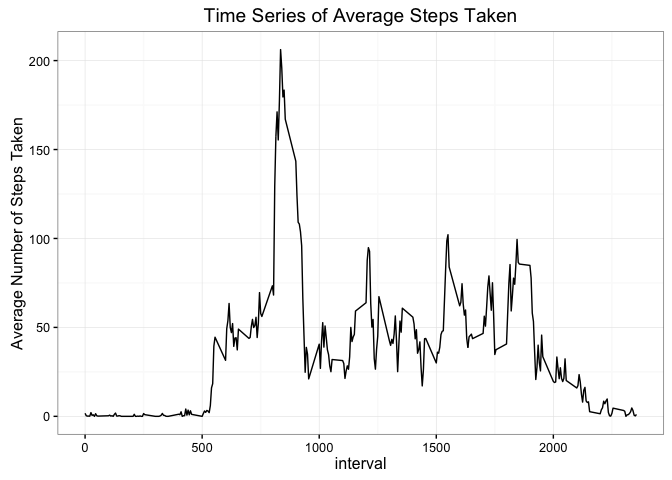 Time Series of Average Steps Taken
Average Number of Steps Taken
200
150
100
50
0
0 500 1000 1500 2000
interval